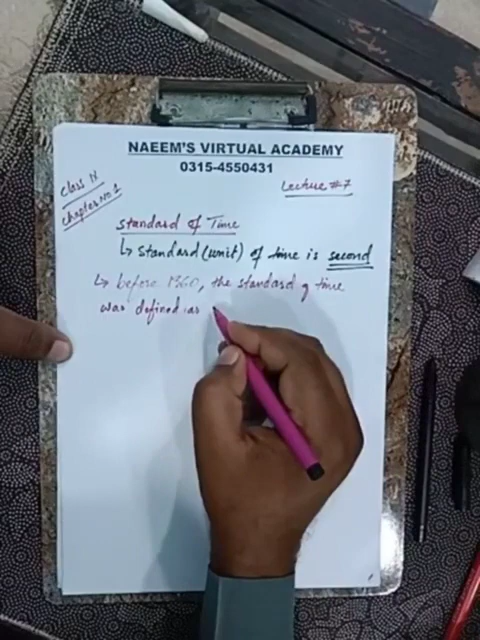 NAEEM'S VIRTUAL ACADEMY
0315-4550431
Class IX
Chapter No 1
Lecture #7
Standard of Time
↳ Standard (unit) of time is second
↳ before 1960, the standard of time
was defined as